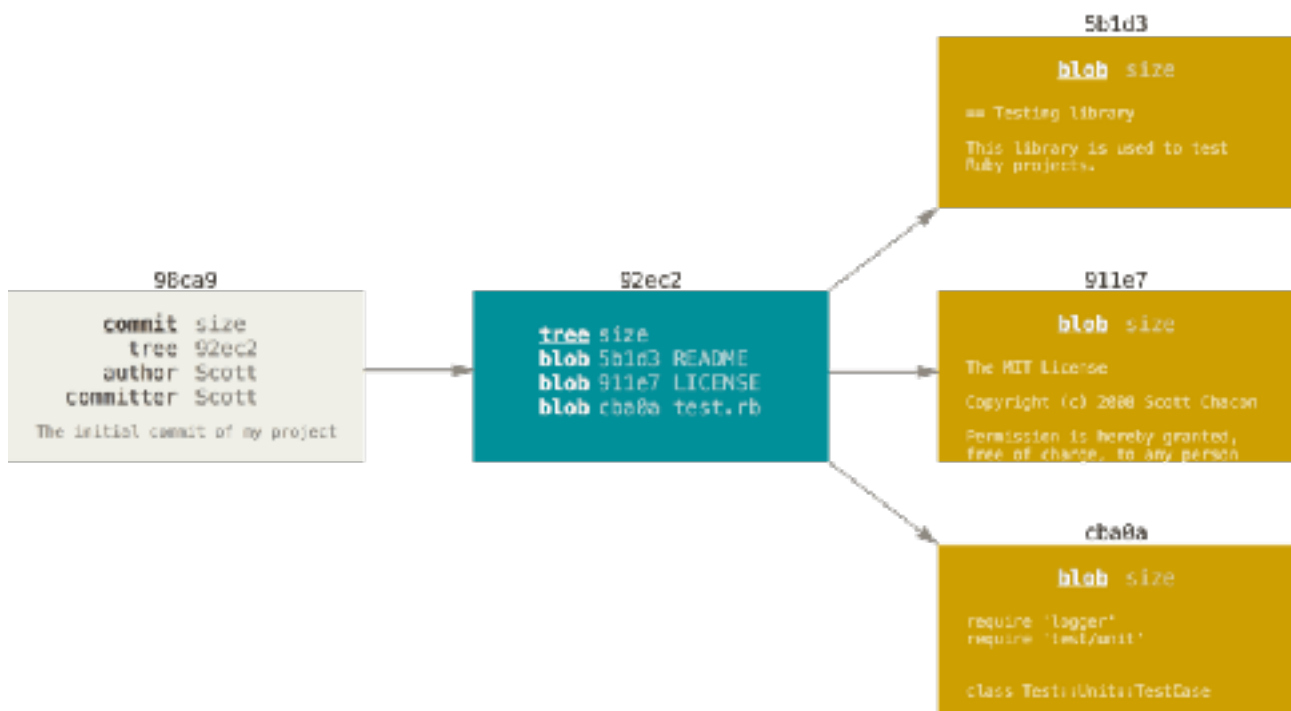 98ca9
commit size
tree 92ec2
author Scott
committer Scott
The initial commit of my project
92ec2
tree size
blob 5b1d3 README
blob 911e7 LICENSE
blob cba0a test.rb
5b1d3
blob size
== Testing library
This library is used to test
Ruby projects.
911e7
blob size
The MIT License
Copyright (c) 2008 Scott Chacon
Permission is hereby granted,
free of charge, to any person
cba0a
blob size
require 'logger'
require 'test/unit'
class Test::Unit::TestCase